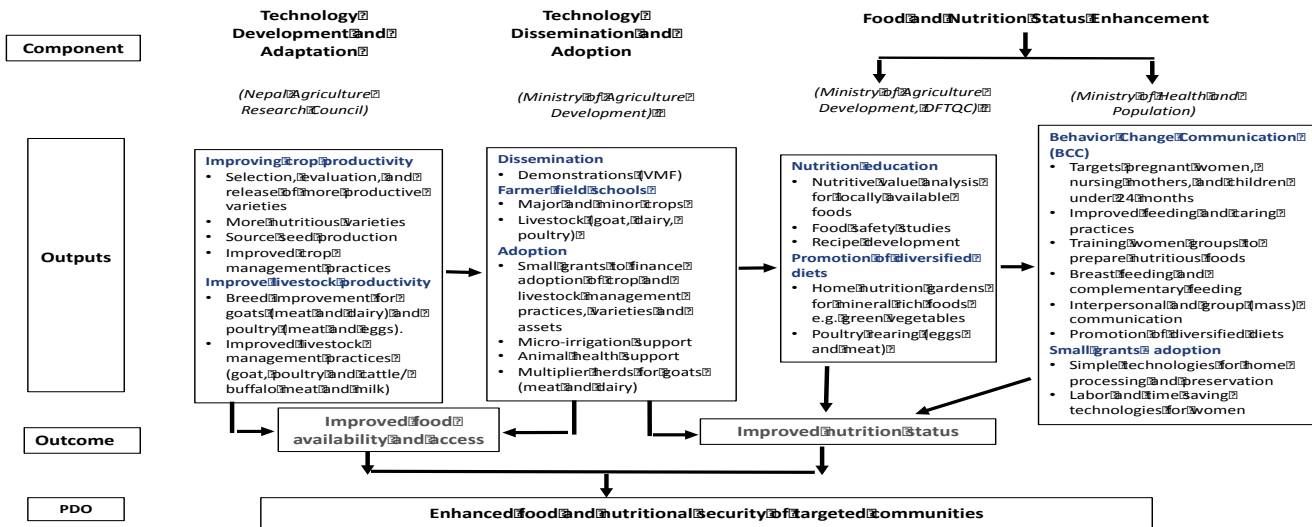 Component
Technology
Development and
Adaptation
Technology
Dissemination and
Adoption
Food and Nutrition Status Enhancement
(Nepal Agriculture
Research Council)
(Ministry of Agriculture
Development)
(Ministry of Agriculture
Development, DFTQC)
(Ministry of Health and
Population)
Outputs
Improving crop productivity
• Selection, evaluation, and
release of more productive
varieties
• More nutritious varieties
• Source seed production
• Improved crop
management practices
Improve livestock productivity
• Breed improvement for
goats (meat and dairy) and
poultry (meat and eggs).
• Improved livestock
management practices
(goat, poultry and cattle/
buffalo meat and milk)
Dissemination
• Demonstrations (VMF)
Farmer field schools
• Major and minor crops
• Livestock (goat, dairy,
poultry)
Adoption
• Small grants to finance
adoption of crop and
livestock management
practices, varieties and
assets
• Micro-irrigation support
• Animal health support
• Multiplier herds for goats
(meat and dairy)
Nutrition education
• Nutritive value analysis
for locally available
foods
• Food safety studies
• Recipe development
Promotion of diversified
diets
• Home nutrition gardens
for mineral rich foods
e.g. green vegetables
• Poultry rearing (eggs
and meat)
Behavior Change Communication
(BCC)
• Targets pregnant women,
nursing mothers, and children
under 24 months
• Improved feeding and caring
practices
• Training women groups to
prepare nutritious foods
• Breast feeding and
complementary feeding
• Interpersonal and group (mass)
communication
• Promotion of diversified diets
Small grants adoption
• Simple technologies for home
processing and preservation
• Labor and time saving
technologies for women
Outcome
Improved food
availability and access
Improved nutrition status
PDO
Enhanced food and nutritional security of targeted communities